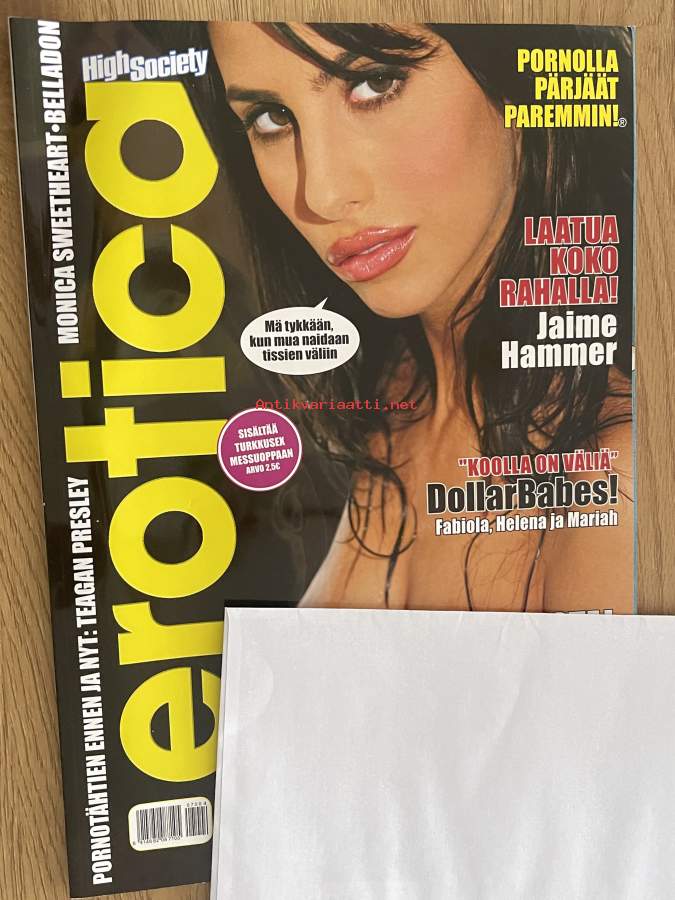 HighSociety
erotica
MONICA SWEETHEART•BELLADON
PORNOTÄHTIEN ENNEN JA NYT: TEAGAN PRESLEY
PORNOLLA
PÄRJÄÄT
PAREMMIN!®
LAATUA
KOKO
RAHALLA!
Jaime
Hammer
Mä tykkään,
kun mua naidaan
tissien väliin
Antikvariaatti.net
SISÄLTÄÄ
TURKKUSEX
MESSUOPPAAN
ARVO 2.5€
"KOOLLA ON VÄLIÄ"
DollarBabes!
Fabiola, Helena ja Mariah